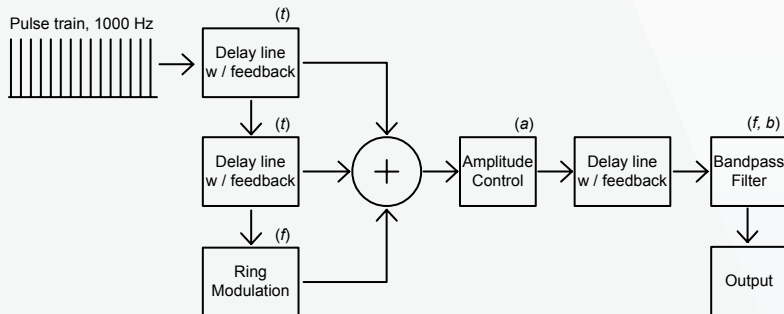 Pulse train, 1000 Hz
(t)
Delay line
w / feedback
(t)
Delay line
w / feedback
(f)
Ring
Modulation
+
(a)
Amplitude
Control
Delay line
w / feedback
(f, b)
Bandpass
Filter
Output